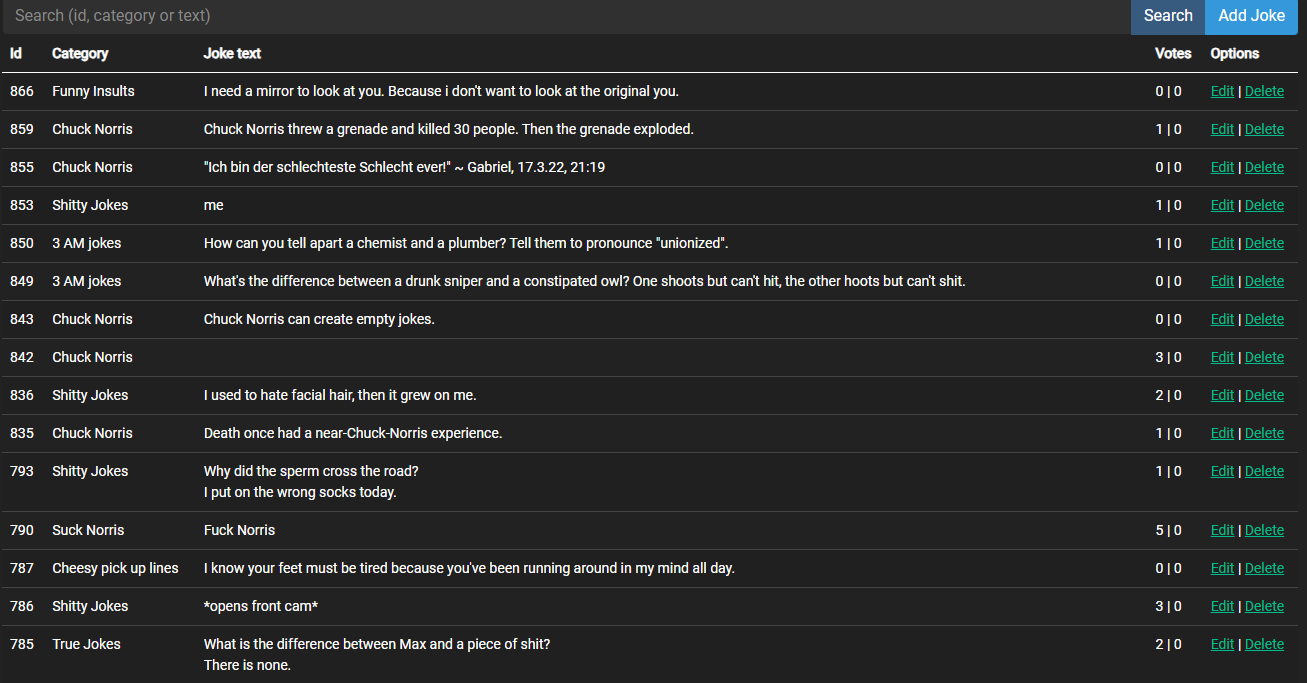 Search (id, category or text) Search Add Joke
Id Category Joke text Votes Options
866 Funny Insults I need a mirror to look at you. Because i don't want to look at the original you. 0 | 0 Edit | Delete
859 Chuck Norris Chuck Norris threw a grenade and killed 30 people. Then the grenade exploded. 1 | 0 Edit | Delete
855 Chuck Norris "Ich bin der schlechteste Schlecht ever!" ~ Gabriel, 17.3.22, 21:19 0 | 0 Edit | Delete
853 Shitty Jokes me 1 | 0 Edit | Delete
850 3 AM jokes How can you tell apart a chemist and a plumber? Tell them to pronounce "unionized". 1 | 0 Edit | Delete
849 3 AM jokes What's the difference between a drunk sniper and a constipated owl? One shoots but can't hit, the other hoots but can't shit. 0 | 0 Edit | Delete
843 Chuck Norris Chuck Norris can create empty jokes. 0 | 0 Edit | Delete
842 Chuck Norris 3 | 0 Edit | Delete
836 Shitty Jokes I used to hate facial hair, then it grew on me. 2 | 0 Edit | Delete
835 Chuck Norris Death once had a near-Chuck-Norris experience. 1 | 0 Edit | Delete
793 Shitty Jokes Why did the sperm cross the road? 1 | 0 Edit | Delete
I put on the wrong socks today.
790 Suck Norris Fuck Norris 5 | 0 Edit | Delete
787 Cheesy pick up lines I know your feet must be tired because you've been running around in my mind all day. 0 | 0 Edit | Delete
786 Shitty Jokes *opens front cam* 3 | 0 Edit | Delete
785 True Jokes What is the difference between Max and a piece of shit? 2 | 0 Edit | Delete
There is none.